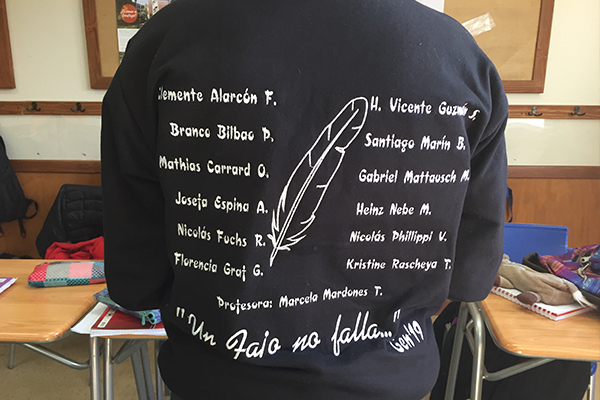 Clemente Alarcón F.
Branco Bilbao P.
Mathias Carrard O.
Josefa Espina A.
Nicolás Fuchs R.
Florencia Graf G.
H. Vicente Guzmán S.
Santiago Marín B.
Gabriel Mattausch M.
Heinz Nebe M.
Nicolás Phillippi V.
Kristine Rascheya T.
Profesora: Marcela Mardones T.
"Un Fajo no falla..."
Gen'19